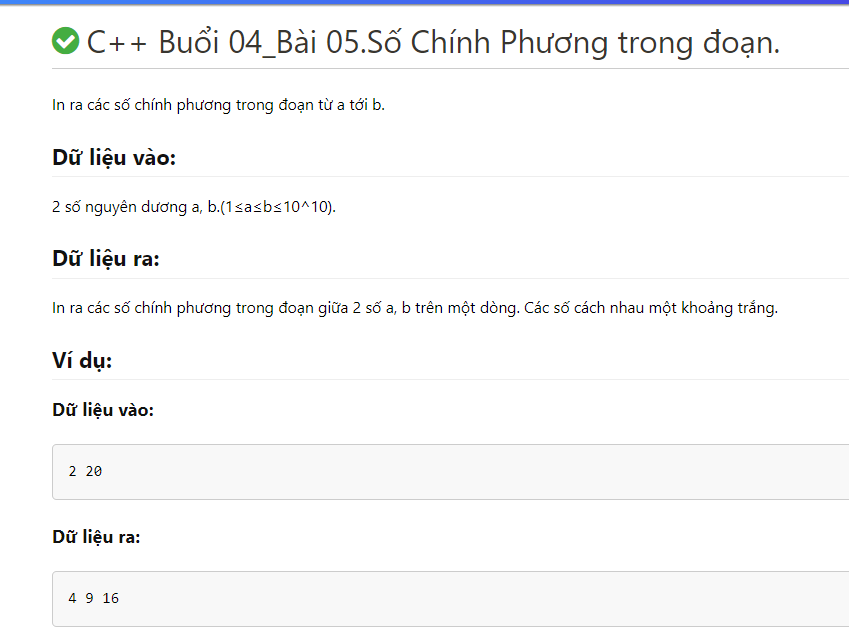 C++ Buổi 04_Bài 05.Số Chính Phương trong đoạn.
In ra các số chính phương trong đoạn từ a tới b.
Dữ liệu vào:
2 số nguyên dương a, b.(1≤a≤b≤10^10).
Dữ liệu ra:
In ra các số chính phương trong đoạn giữa 2 số a, b trên một dòng. Các số cách nhau một khoảng trắng.
Ví dụ:
Dữ liệu vào:
2 20
Dữ liệu ra:
4 9 16